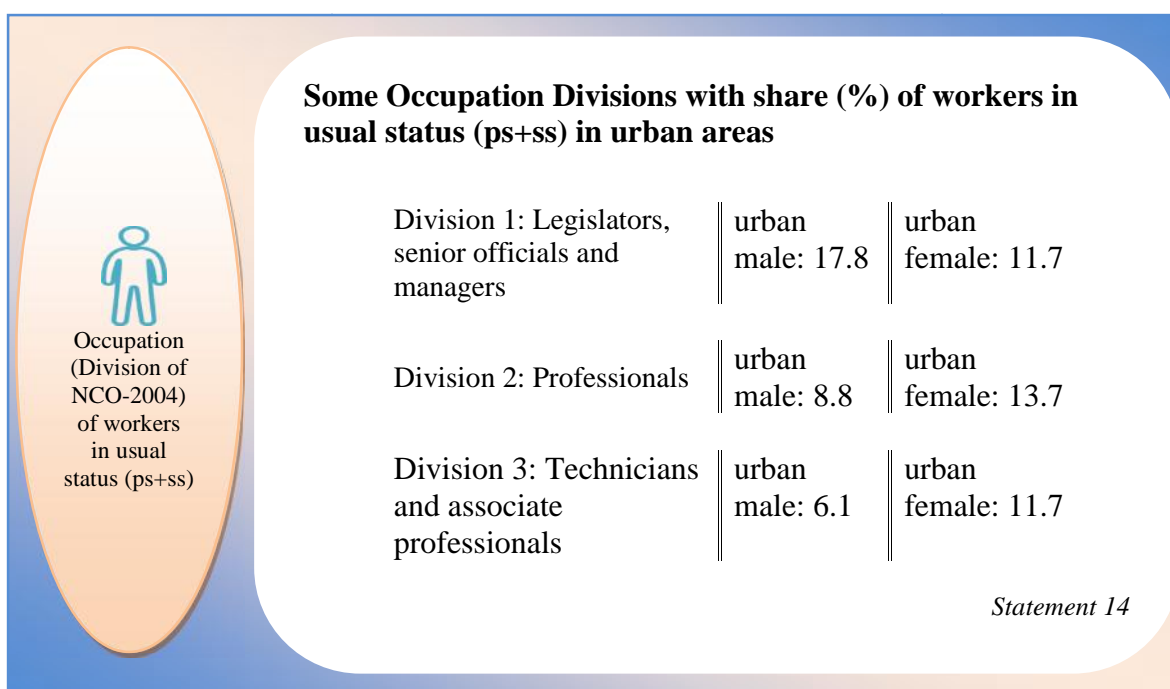 Some Occupation Divisions with share (%) of workers in
usual status (ps+ss) in urban areas
Occupation
(Division of
NCO-2004)
of workers
in usual
status (ps+ss)
Division 1: Legislators,
senior officials and
managers
urban
male: 17.8
urban
female: 11.7
Division 2: Professionals
urban
male: 8.8
urban
female: 13.7
Division 3: Technicians
and associate
professionals
urban
male: 6.1
urban
female: 11.7
Statement 14